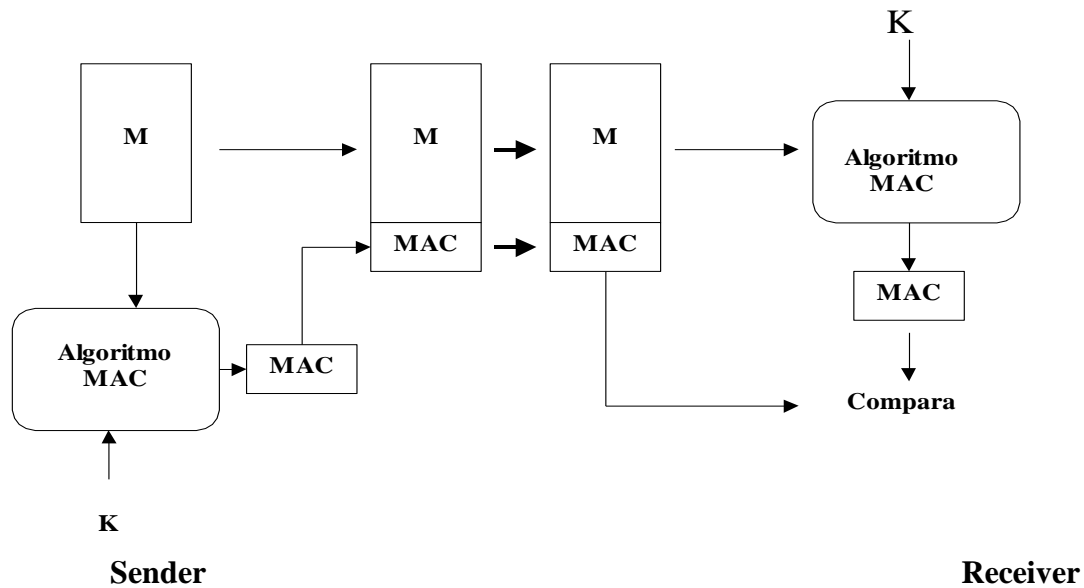 K
M
M
M
Algoritmo
MAC
MAC
MAC
MAC
Algoritmo
MAC
MAC
Compara
K
Sender
Receiver